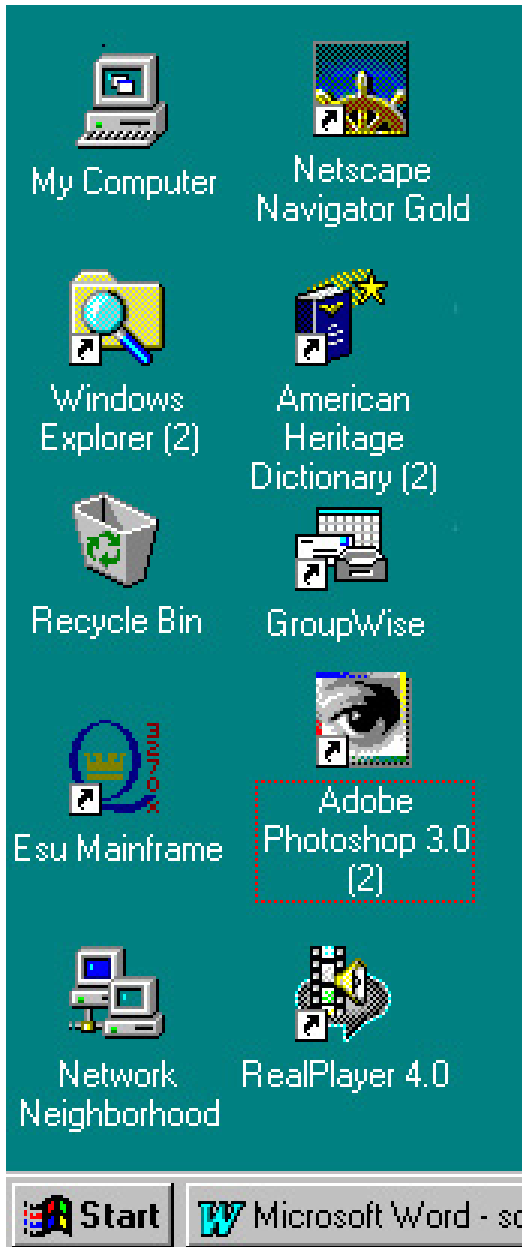 My Computer
Netscape
Navigator Gold
Windows
Explorer (2)
American
Heritage
Dictionary (2)
Recycle Bin
GroupWise
Esu Mainframe
Adobe
Photoshop 3.0
(2)
Network
Neighborhood
RealPlayer 4.0
Start
Microsoft Word - sc